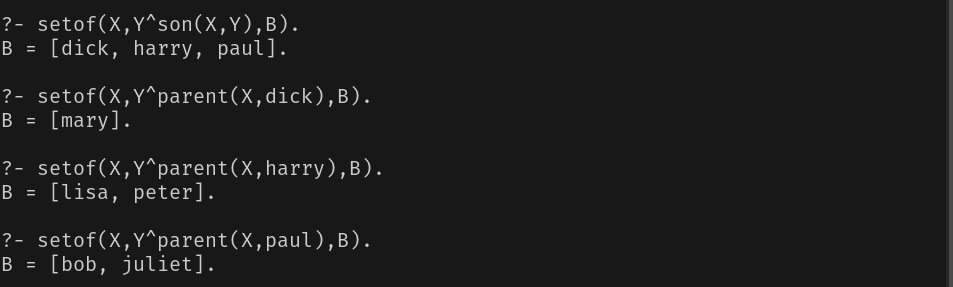 ?- setof(X,Y^son(X,Y),B).
B = [dick, harry, paul].
?- setof(X,Y^parent(X,dick),B).
B = [mary].
?- setof(X,Y^parent(X,harry),B).
B = [lisa, peter].
?- setof(X,Y^parent(X,paul),B).
B = [bob, juliet].